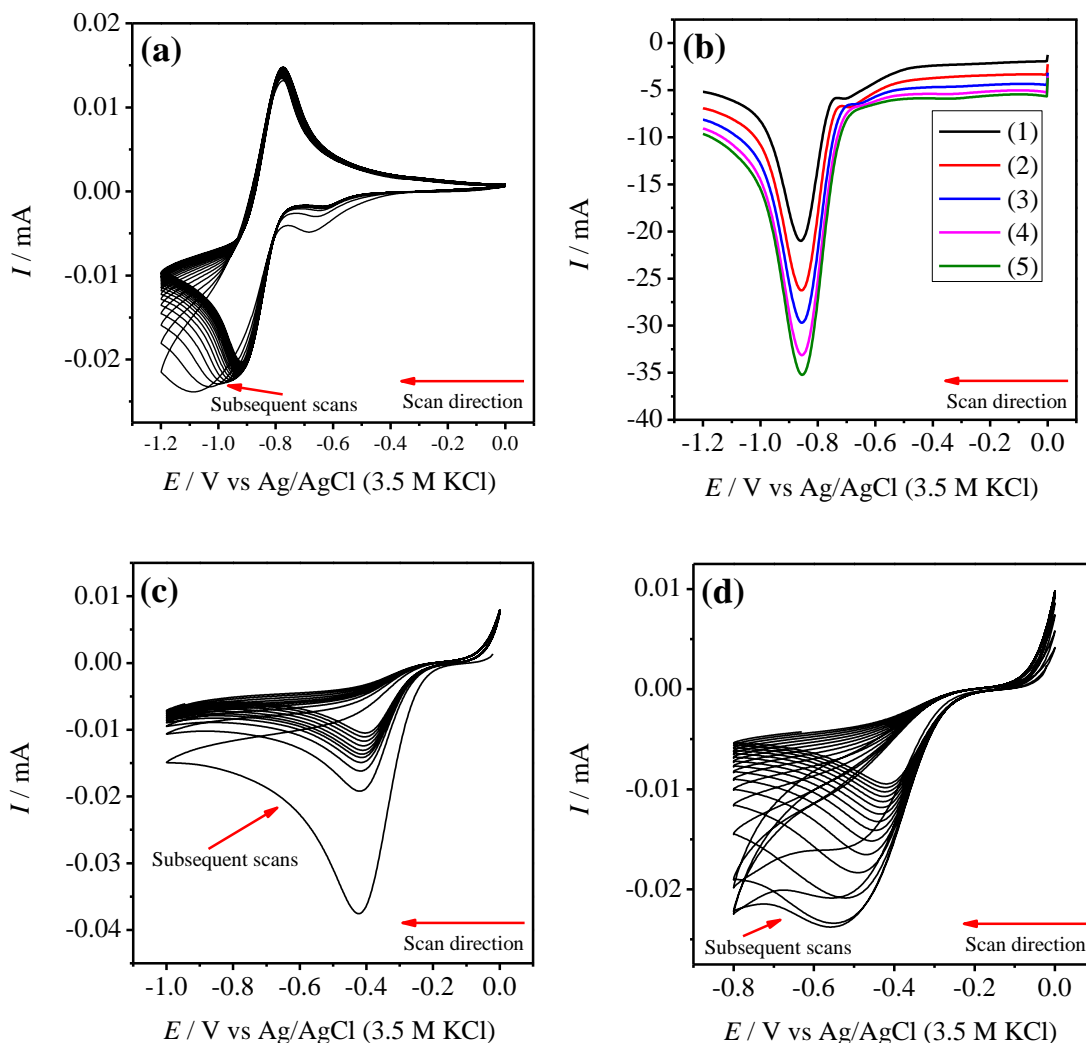 (a)
0.02
0.01
0.00
-0.01
-0.02
I / mA
-1.2 -1.0 -0.8 -0.6 -0.4 -0.2 0.0
Subsequent scans
Scan direction
E / V vs Ag/AgCl (3.5 M KCl)
(b)
0
-5
-10
-15
-20
-25
-30
-35
-40
I / mA
(1)
(2)
(3)
(4)
(5)
Scan direction
-1.2 -1.0 -0.8 -0.6 -0.4 -0.2 0.0
E / V vs Ag/AgCl (3.5 M KCl)
(c)
0.01
0.00
-0.01
-0.02
-0.03
-0.04
I / mA
Subsequent scans
Scan direction
-1.0 -0.8 -0.6 -0.4 -0.2 0.0
E / V vs Ag/AgCl (3.5 M KCl)
(d)
0.01
0.00
-0.01
-0.02
I / mA
Subsequent scans
Scan direction
-0.8 -0.6 -0.4 -0.2 0.0
E / V vs Ag/AgCl (3.5 M KCl)